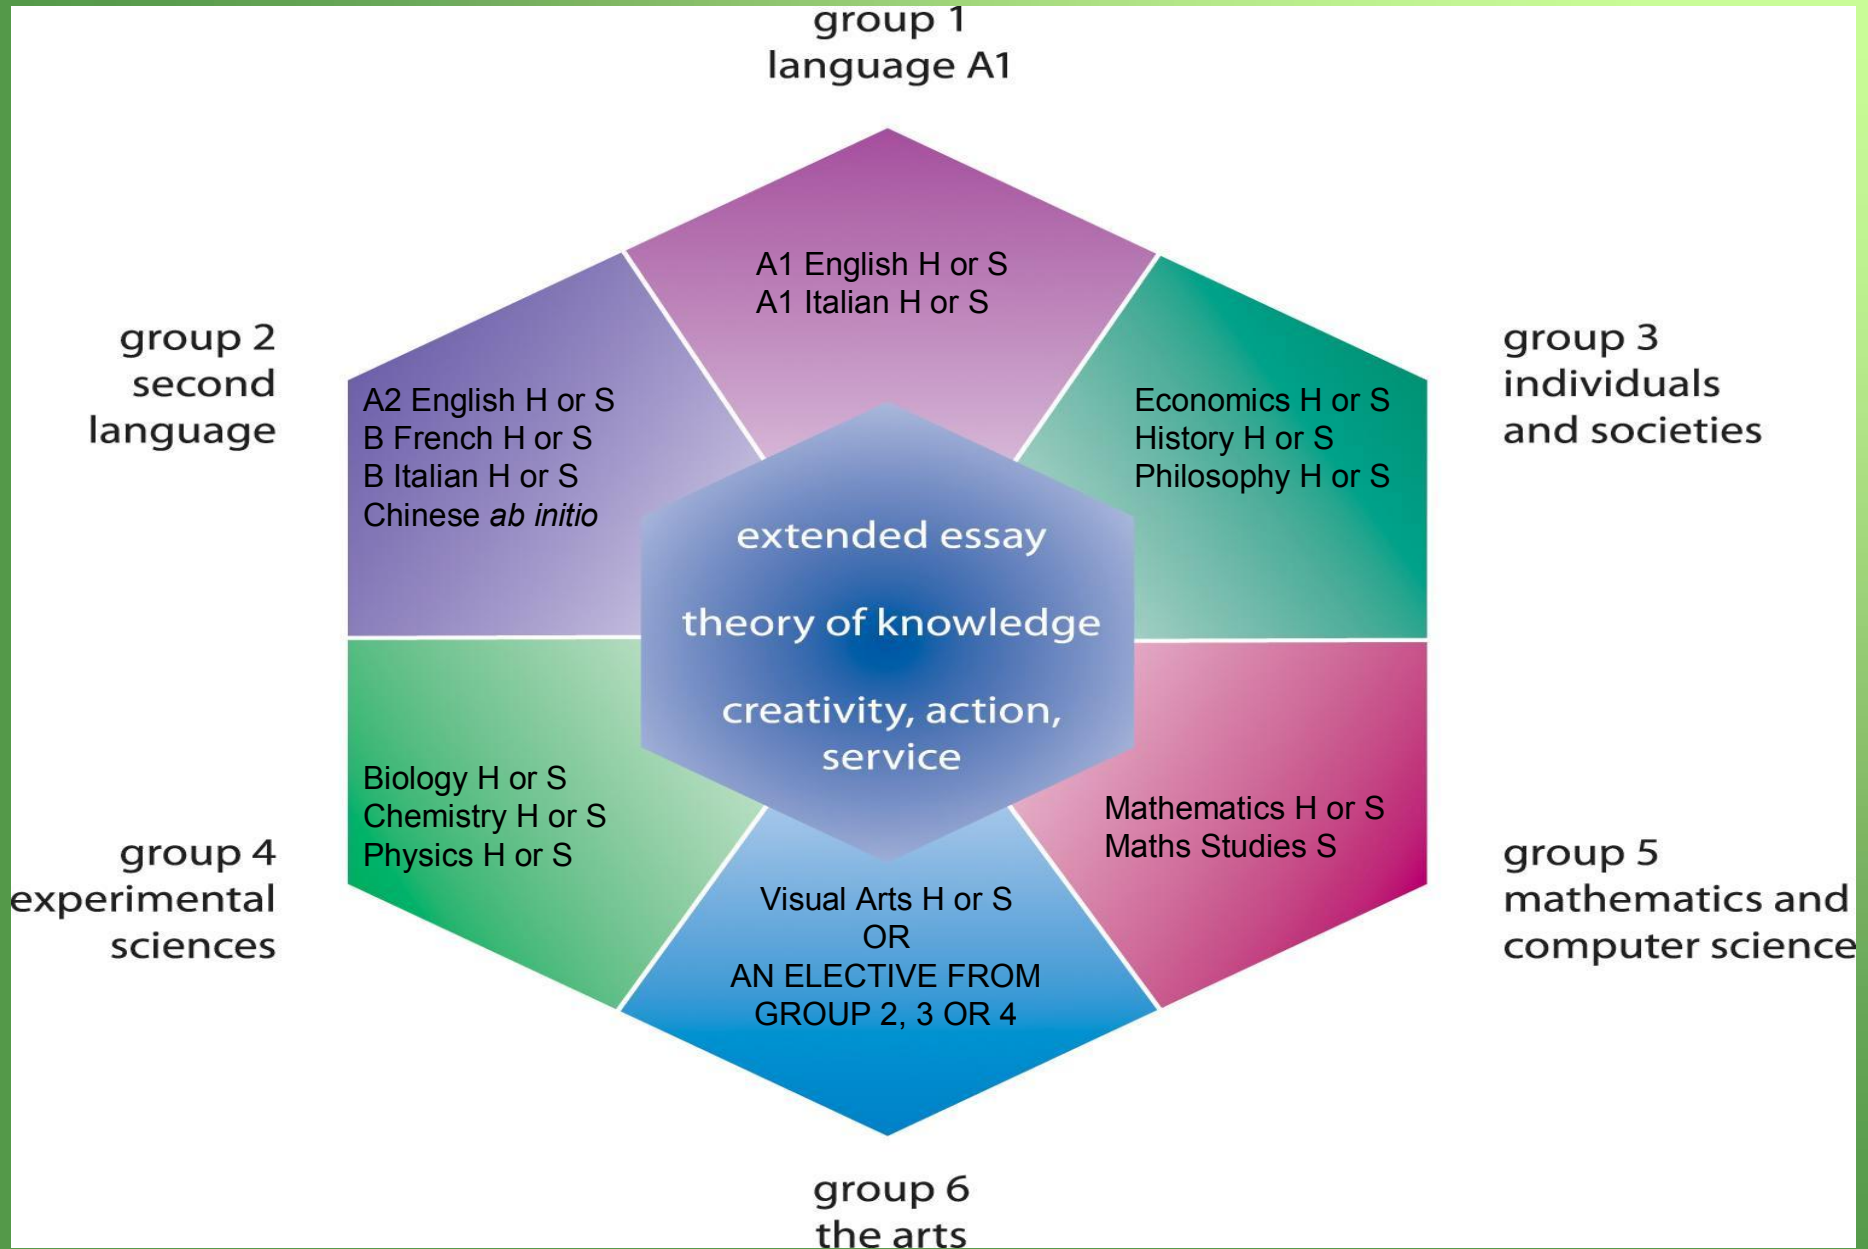 group 1
language A1
A1 English H or S
A1 Italian H or S
group 2
second
language
A2 English H or S
B French H or S
B Italian H or S
Chinese ab initio
Economics H or S
History H or S
Philosophy H or S
group 3
individuals
and societies
extended essay
theory of knowledge
creativity, action,
service
group 4
experimental
sciences
Biology H or S
Chemistry H or S
Physics H or S
Mathematics H or S
Maths Studies S
group 5
mathematics and
computer science
Visual Arts H or S
OR
AN ELECTIVE FROM
GROUP 2, 3 OR 4
group 6
the arts